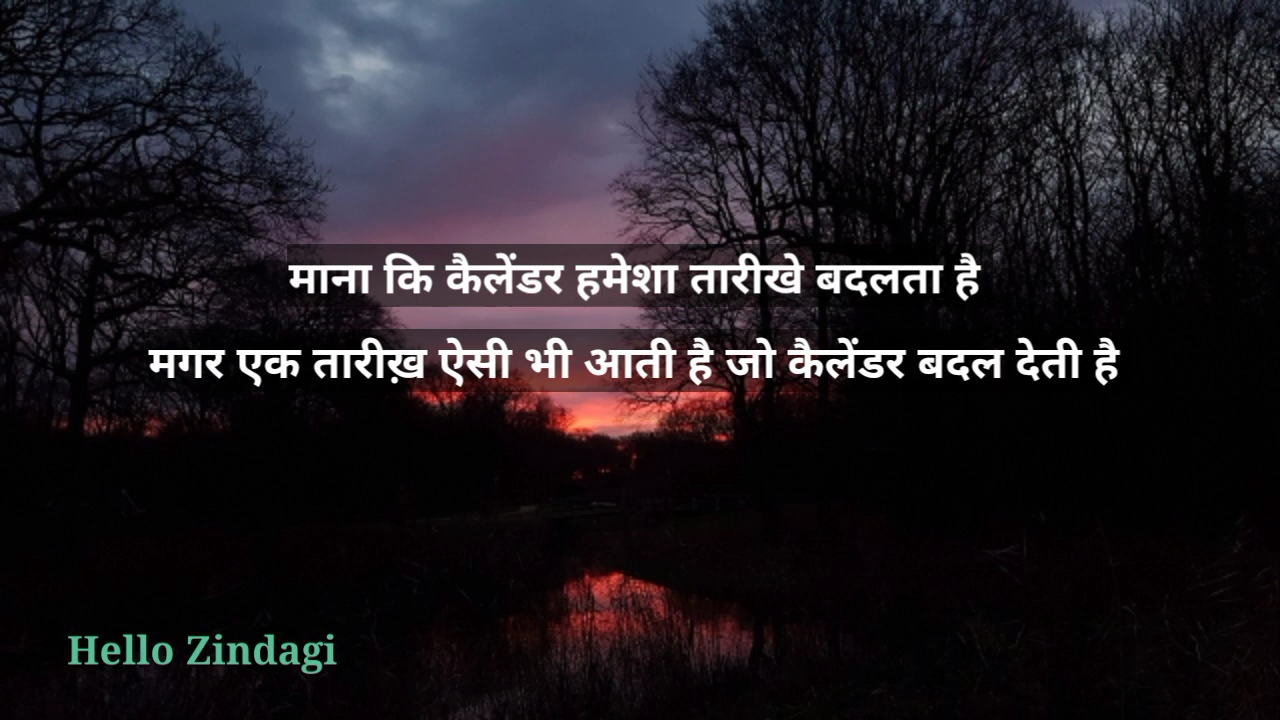 माना कि कैलेंडर हमेशा तारीखे बदलता है
मगर एक तारीख़ ऐसी भी आती है जो कैलेंडर बदल देती है
Hello Zindagi